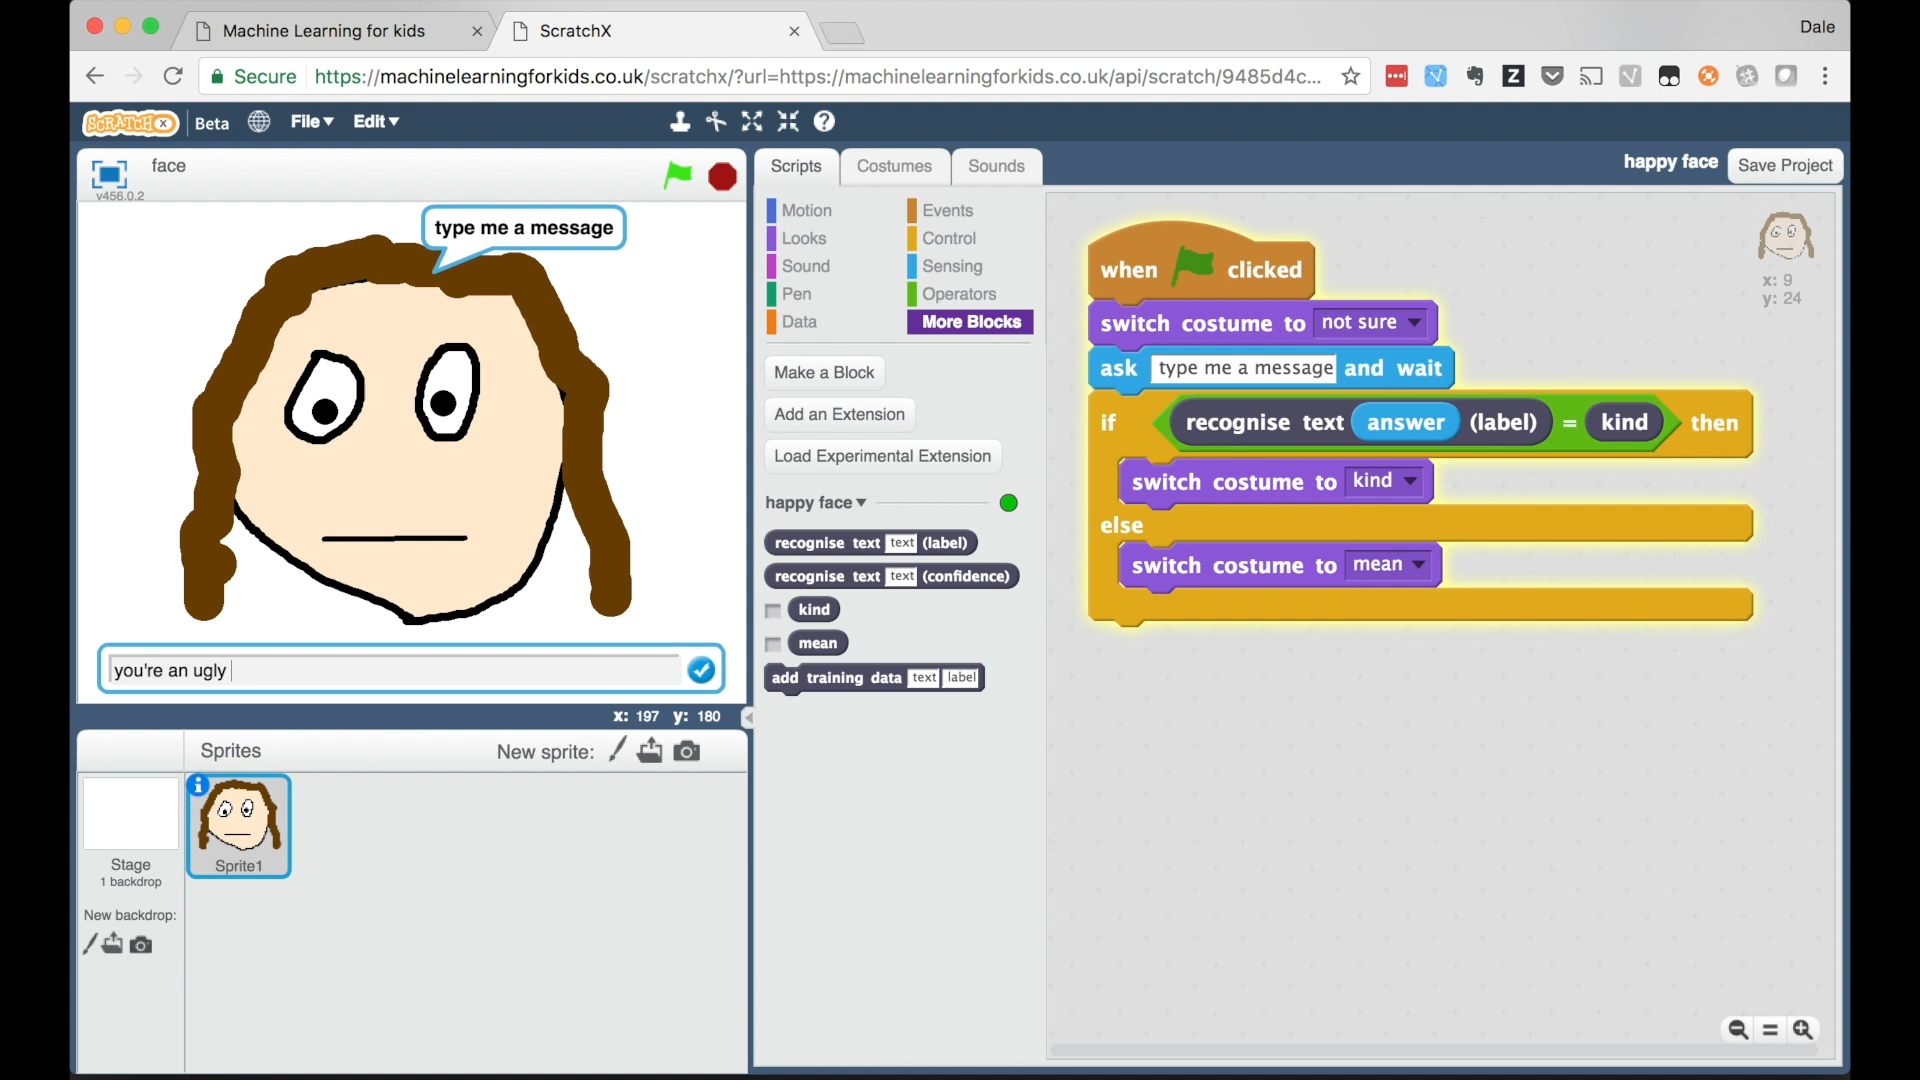 Machine Learning for kids
ScratchX
Dale
Secure
https://machinelearningforkids.co.uk/scratchx/?url=https://machinelearningforkids.co.uk/api/scratch/9485d4c...
SCRATCHX
Beta
File
Edit
face
v456.0.2
type me a message
you're an ugly
x: 197 y: 180
Sprites
New sprite:
Stage
1 backdrop
New backdrop:
Sprite1
Scripts
Costumes
Sounds
happy face
Save Project
Motion
Events
Looks
Control
Sound
Sensing
Pen
Operators
Data
More Blocks
Make a Block
Add an Extension
Load Experimental Extension
happy face
recognise text text (label)
recognise text text (confidence)
kind
mean
add training data text label
when clicked
switch costume to not sure
ask type me a message and wait
if recognise text answer (label) = kind then
switch costume to kind
else
switch costume to mean
x: 9
y: 24